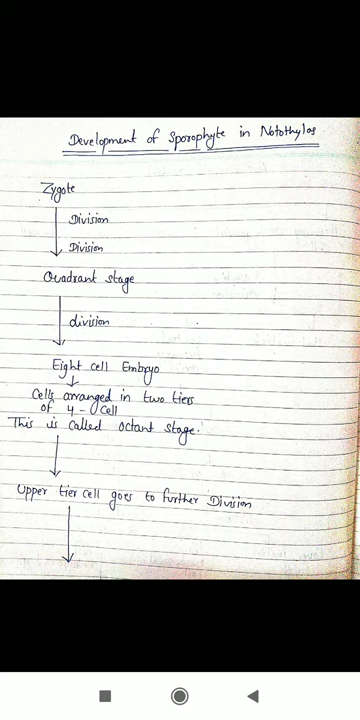 Development of Sporophyte in Notothylas
Zygote
Division
Division
Quadrant stage
division
Eight cell Embryo
Cells arranged in two tiers
of 4-cell
This is called octant stage.
Upper tier cell goes to further Division